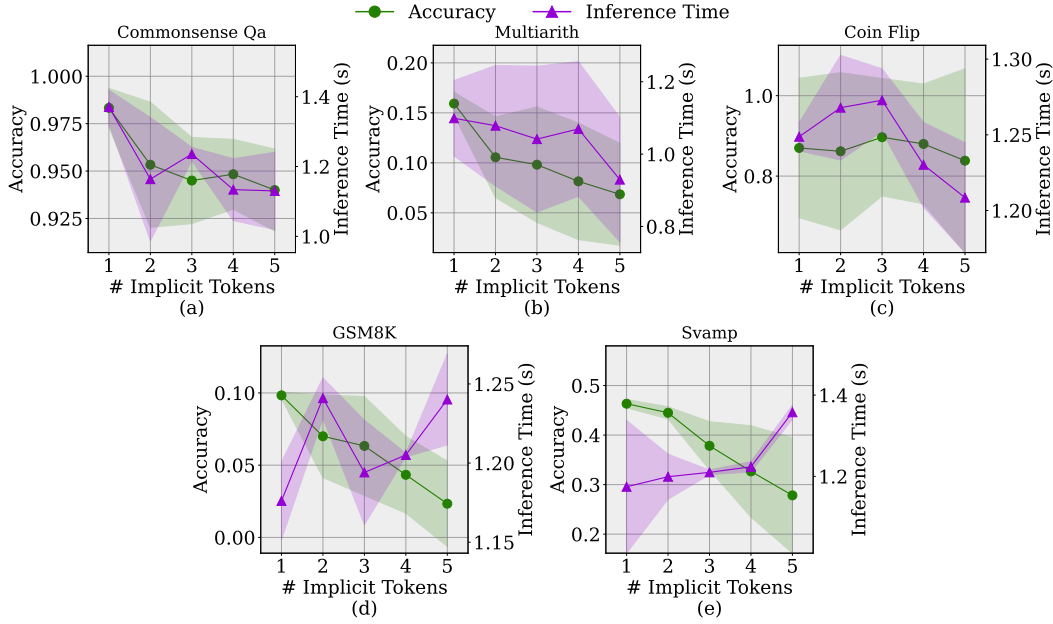 Accuracy Inference Time
Commonsense Qa Multiarith Coin Flip
1.000 0.975 0.950 0.925
Accuracy
1.4 1.2 1.0
Inference Time (s)
1 2 3 4 5
# Implicit Tokens
(a)
0.20 0.15 0.10 0.05
Accuracy
1.2 1.0 0.8
Inference Time (s)
1 2 3 4 5
# Implicit Tokens
(b)
1.0 0.8
Accuracy
1.30 1.25 1.20
Inference Time (s)
1 2 3 4 5
# Implicit Tokens
(c)
GSM8K Svamp
0.10 0.05 0.00
Accuracy
1.25 1.20 1.15
Inference Time (s)
1 2 3 4 5
# Implicit Tokens
(d)
0.5 0.4 0.3 0.2
Accuracy
1.4 1.2
Inference Time (s)
1 2 3 4 5
# Implicit Tokens
(e)